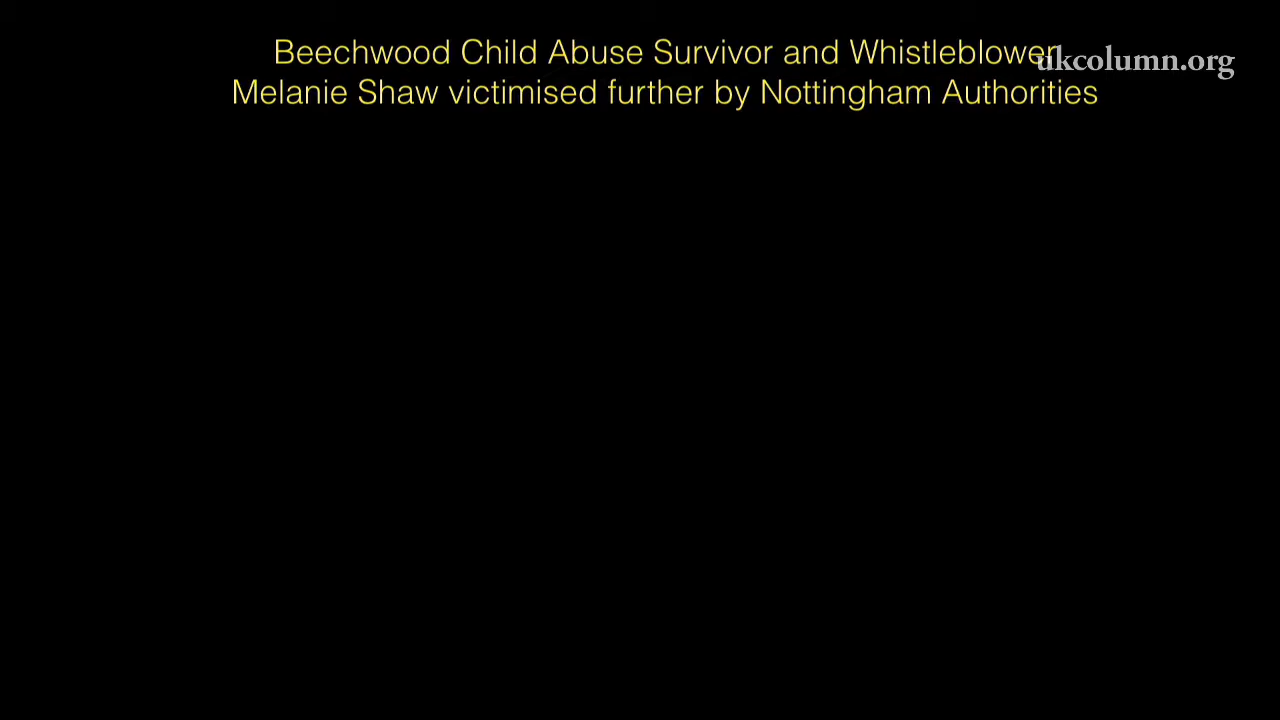 Beechwood Child Abuse Survivor and Whistleblower
ukcolumn.org
Melanie Shaw victimised further by Nottingham Authorities